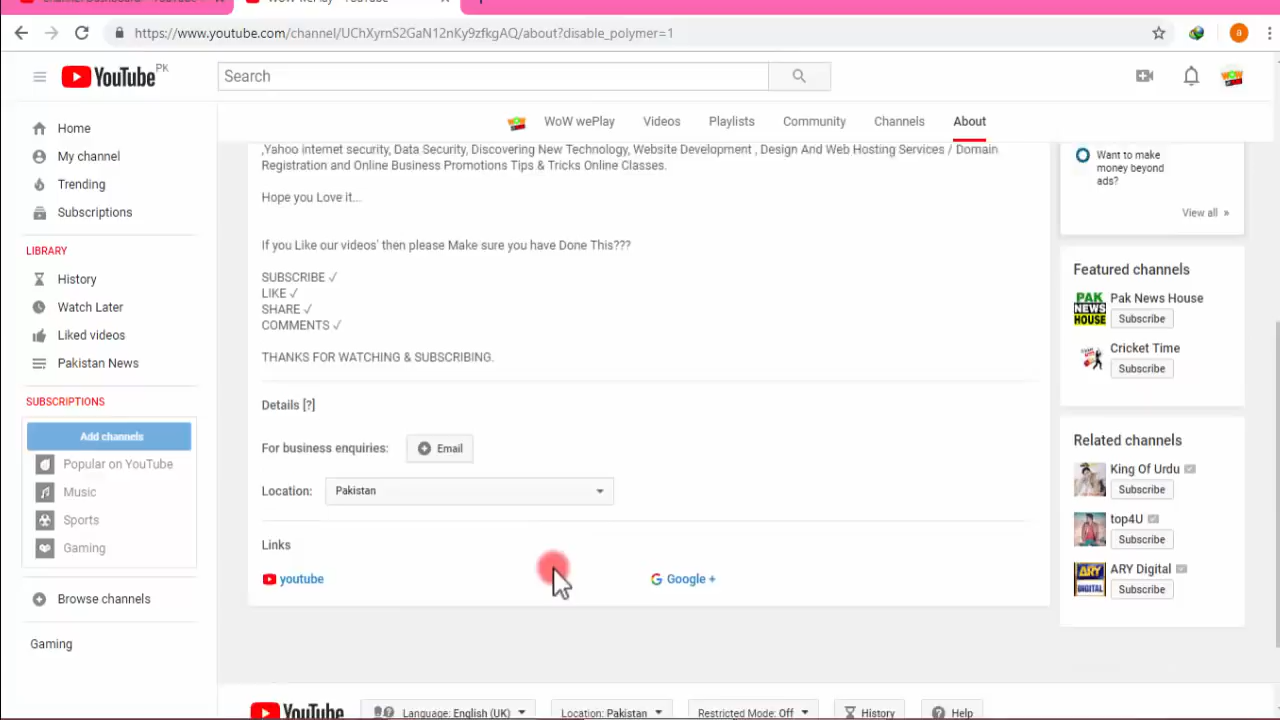 WoW wePlay - YouTube
https://www.youtube.com/channel/UChXymS2GaN12nKy9zfkgAQ/about?disable_polymer=1
a
YouTube PK
Search
WoW wePlay
Videos
Playlists
Community
Channels
About
Home
My channel
Trending
Subscriptions
LIBRARY
History
Watch Later
Liked videos
Pakistan News
SUBSCRIPTIONS
Add channels
Popular on YouTube
Music
Sports
Gaming
Browse channels
Gaming
,Yahoo internet security, Data Security, Discovering New Technology, Website Development , Design And Web Hosting Services / Domain
Registration and Online Business Promotions Tips & Tricks Online Classes.
Hope you Love it...
If you Like our videos' then please Make sure you have Done This???
SUBSCRIBE √
LIKE √
SHARE √
COMMENTS √
THANKS FOR WATCHING & SUBSCRIBING.
Details [?]
For business enquiries:
Email
Location:
Pakistan
Links
youtube
Google +
Want to make
money beyond
ads?
View all »
Featured channels
PAK NEWS HOUSE
Pak News House
Subscribe
Cricket Time
Subscribe
Related channels
King Of Urdu
Subscribe
top4U
Subscribe
ARY DIGITAL
ARY Digital
Subscribe
YouTube
Language: English (UK)
Location: Pakistan
Restricted Mode: Off
History
Help